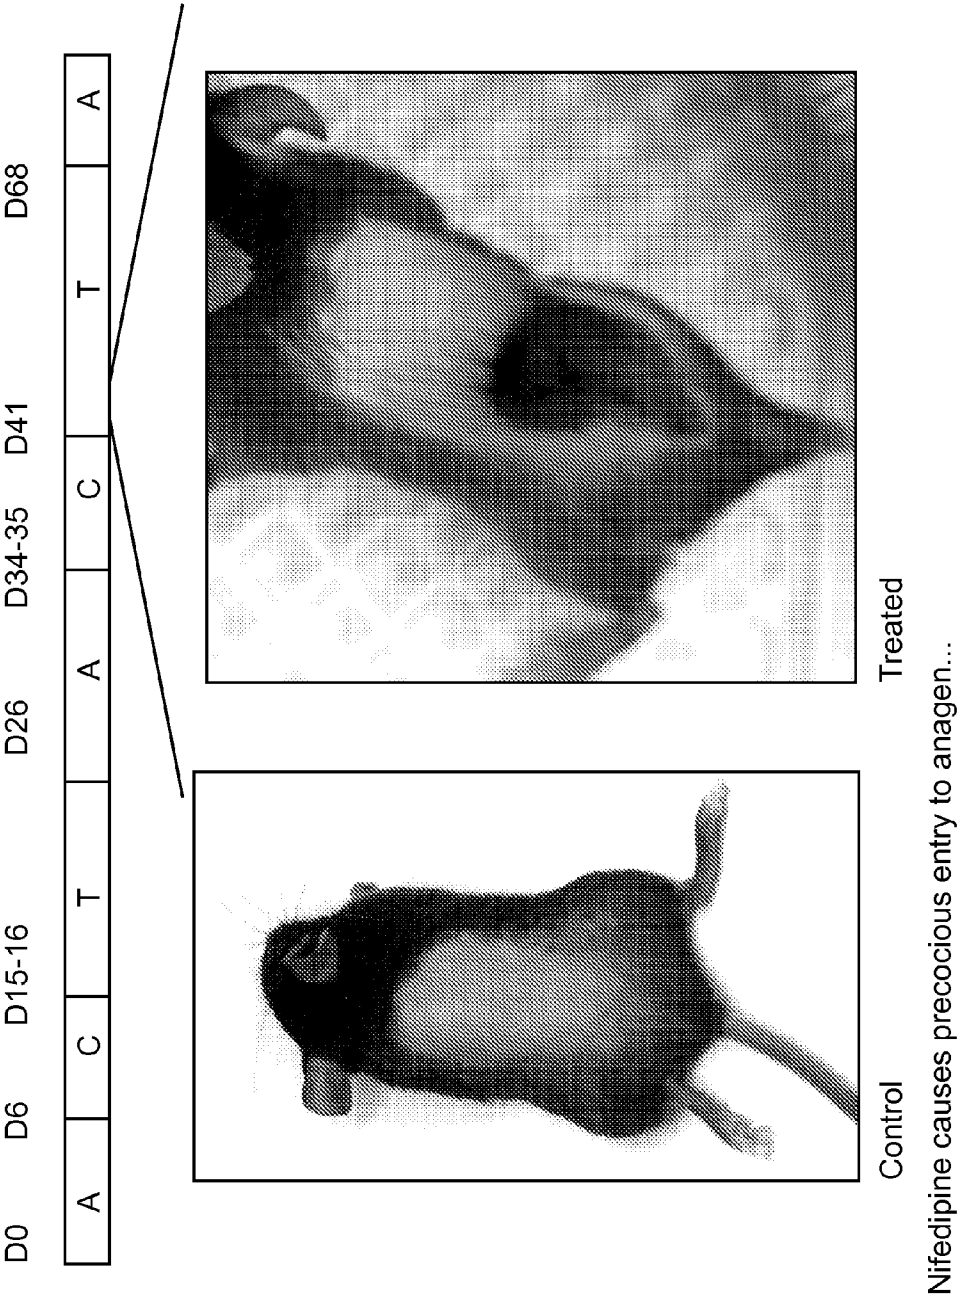 D0 D6 D15-16 D26 D34-35 D41 D68
A C T A C T A
Control Treated
Nifedipine causes precocious entry to anagen...